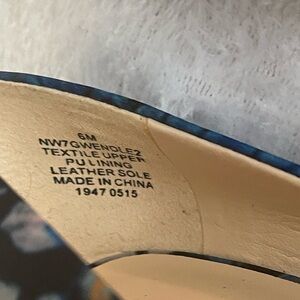 6M
NW7GWENDLE2
TEXTILE UPPER
PU LINING
LEATHER SOLE
MADE IN CHINA
1947 0515